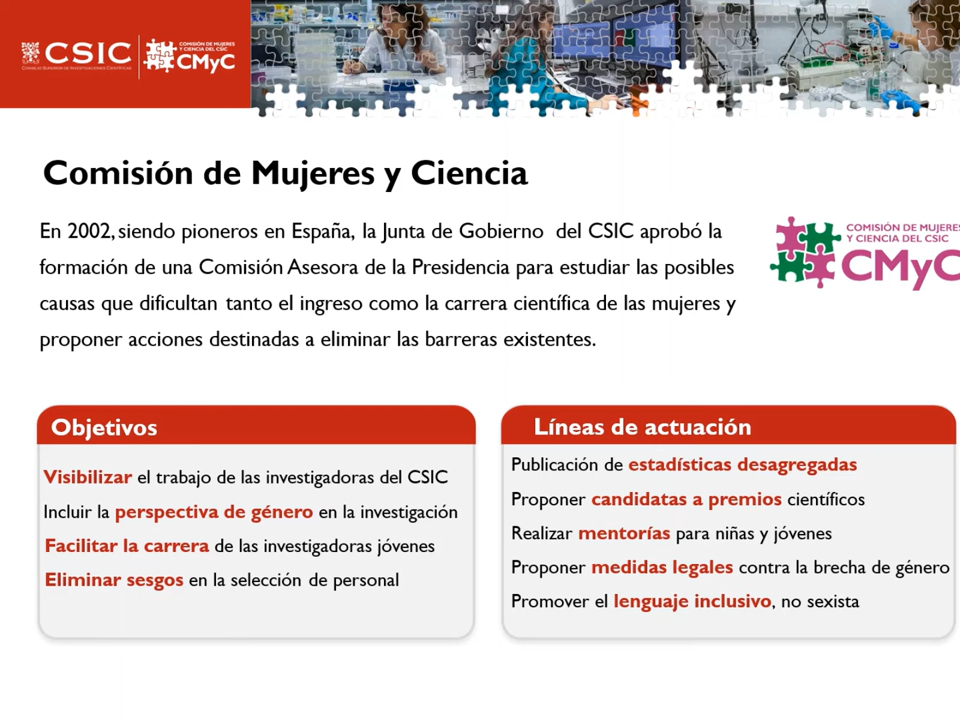 CSIC
CONSEJO SUPERIOR DE INVESTIGACIONES CIENTÍFICAS
COMISIÓN DE MUJERES
Y CIENCIA DEL CSIC
CMyC
Comisión de Mujeres y Ciencia
En 2002, siendo pioneros en España, la Junta de Gobierno del CSIC aprobó la
formación de una Comisión Asesora de la Presidencia para estudiar las posibles
causas que dificultan tanto el ingreso como la carrera científica de las mujeres y
proponer acciones destinadas a eliminar las barreras existentes.
COMISIÓN DE MUJERES
Y CIENCIA DEL CSIC
CMyC
Objetivos
Visibilizar el trabajo de las investigadoras del CSIC
Incluir la perspectiva de género en la investigación
Facilitar la carrera de las investigadoras jóvenes
Eliminar sesgos en la selección de personal
Líneas de actuación
Publicación de estadísticas desagregadas
Proponer candidatas a premios científicos
Realizar mentorías para niñas y jóvenes
Proponer medidas legales contra la brecha de género
Promover el lenguaje inclusivo, no sexista